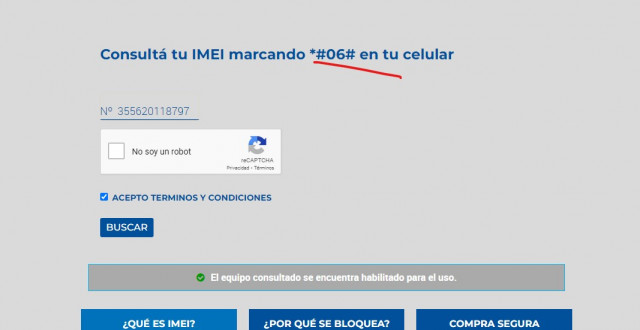 Consultá tu IMEI marcando *#06# en tu celular
Nº 355620118797
No soy un robot
reCAPTCHA
Privacidad - Términos
ACEPTO TERMINOS Y CONDICIONES
BUSCAR
El equipo consultado se encuentra habilitado para el uso.
¿QUÉ ES IMEI?
¿POR QUÉ SE BLOQUEA?
COMPRA SEGURA